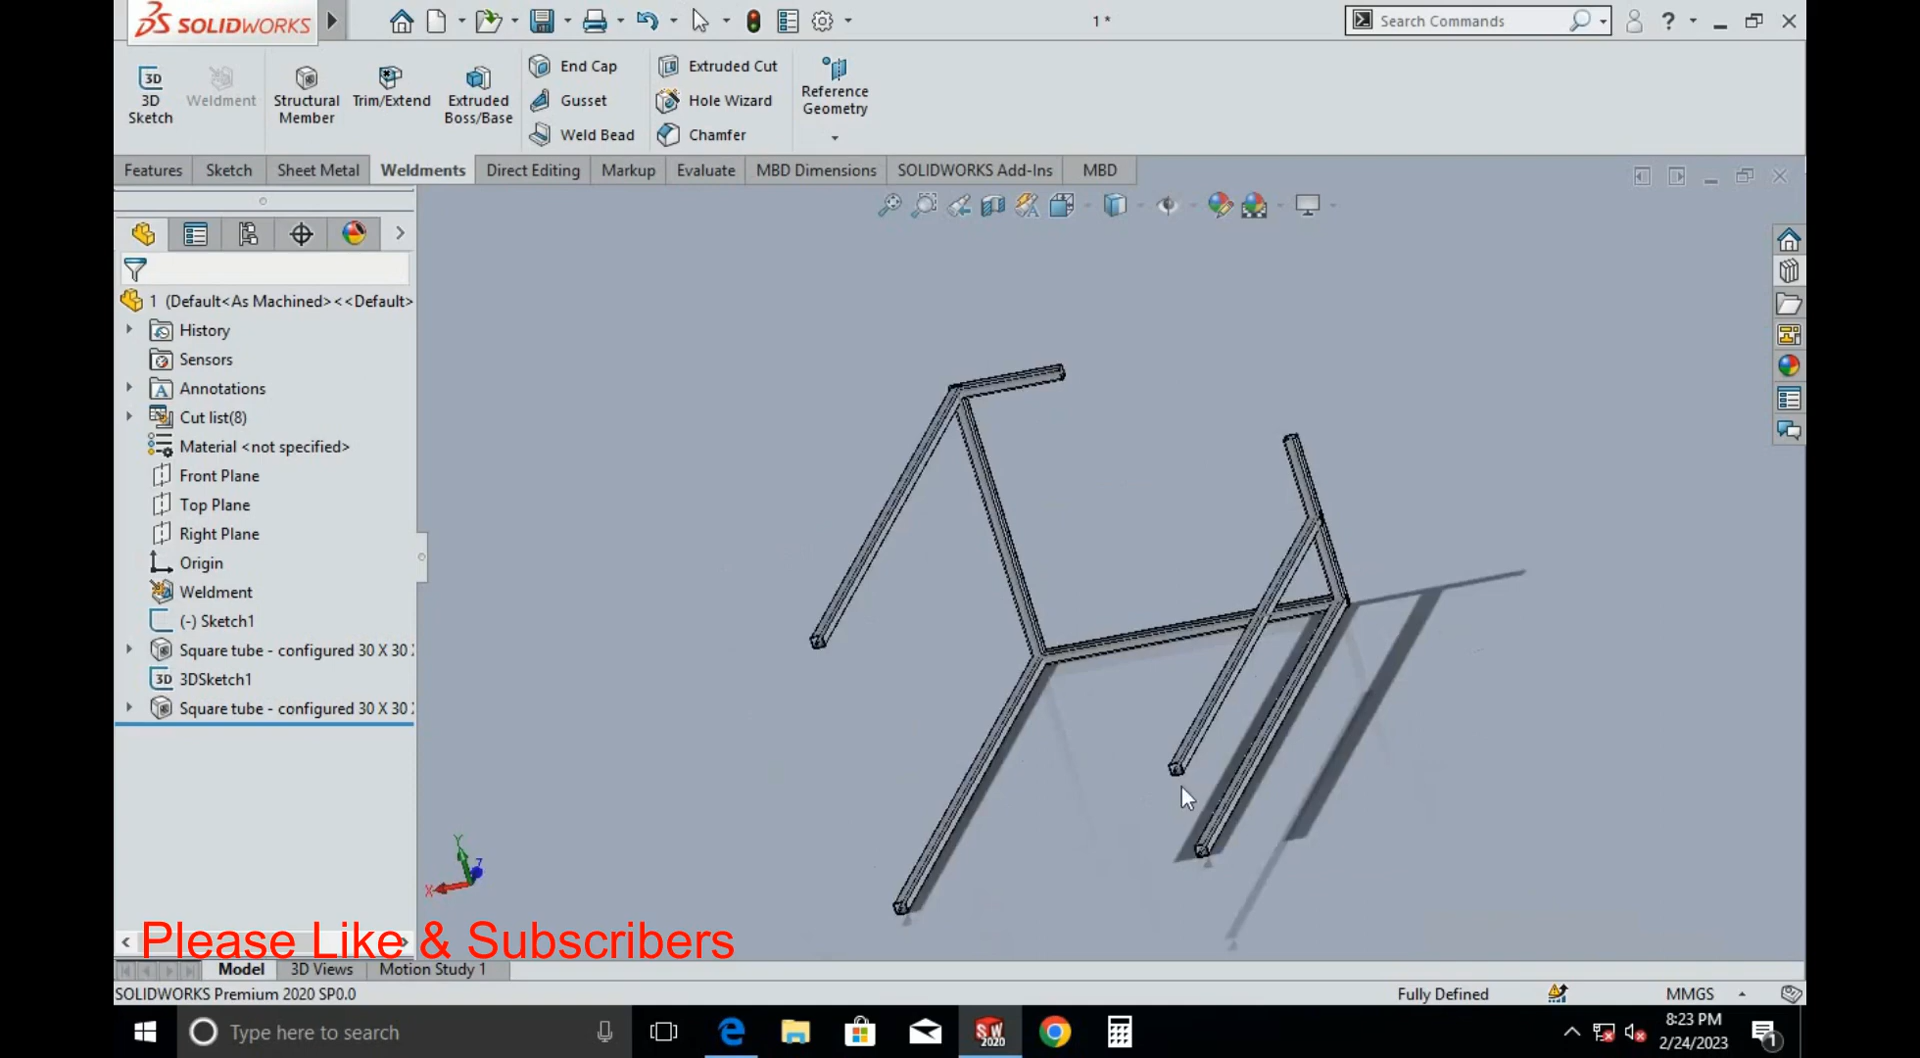 SOLIDWORKS
1 *
Search Commands
?
3D Sketch
Weldment
Structural Member
Trim/Extend
Extruded Boss/Base
End Cap
Gusset
Weld Bead
Extruded Cut
Hole Wizard
Chamfer
Reference Geometry
Features
Sketch
Sheet Metal
Weldments
Direct Editing
Markup
Evaluate
MBD Dimensions
SOLIDWORKS Add-Ins
MBD
1 (Default<As Machined><<Default>
History
Sensors
Annotations
Cut list(8)
Material <not specified>
Front Plane
Top Plane
Right Plane
Origin
Weldment
(-) Sketch1
Square tube - configured 30 X 30
3D 3DSketch1
Square tube - configured 30 X 30
Y
X
Please Like & Subscribers
Model
3D Views
Motion Study 1
SOLIDWORKS Premium 2020 SP0.0
Fully Defined
MMGS
Type here to search
SW 2020
8:23 PM
2/24/2023
1